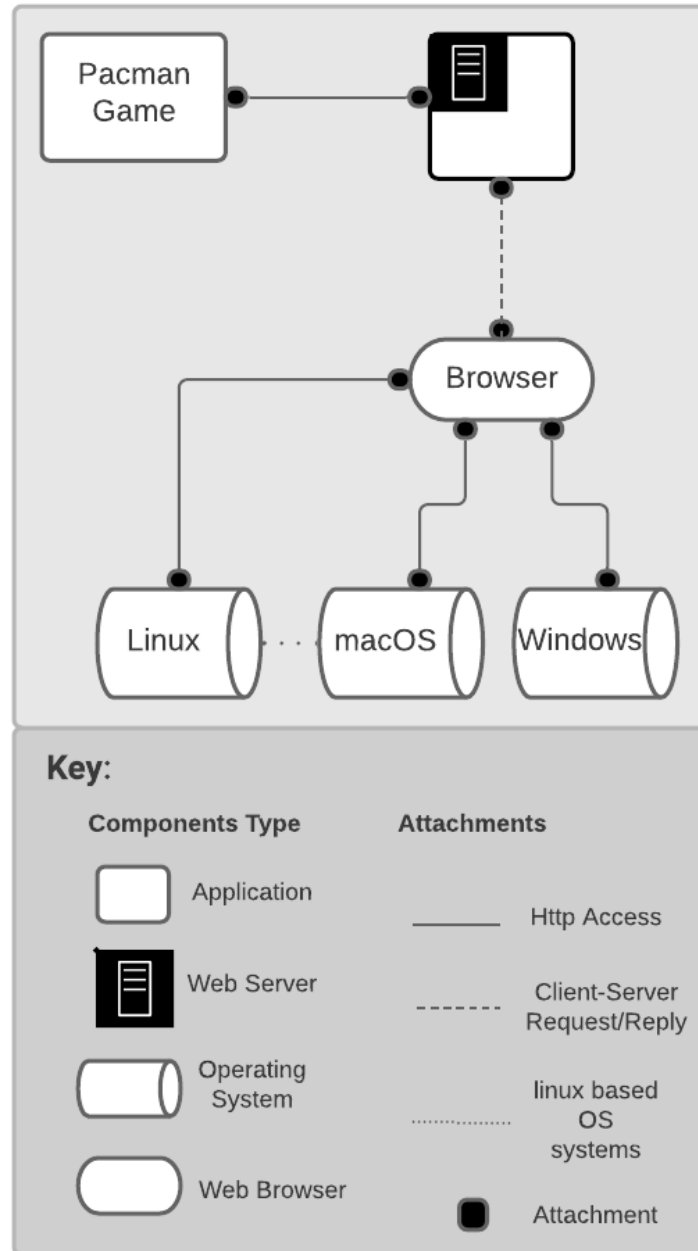 Pacman
Game
Browser
Linux
macOS
Windows
Key:
Components Type
Attachments
Application
Http Access
Web Server
Client-Server
Request/Reply
Operating
System
linux based
OS
systems
Web Browser
Attachment